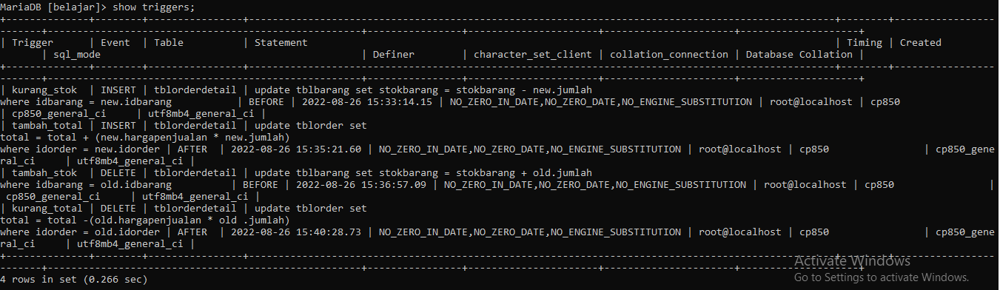 MariaDB [belajar]> show triggers;
+--------------+--------+----------------+----------------------------------------------------------------------------------------------------+--------+-----------------
-------+-----------------------------------------------------+----------------+----------------------+----------------------+--------------------+
| Trigger      | Event  | Table          | Statement                                                                                          | Timing | Created
       | sql_mode                                            | Definer        | character_set_client | collation_connection | Database Collation |
+--------------+--------+----------------+----------------------------------------------------------------------------------------------------+--------+-----------------
-------+-----------------------------------------------------+----------------+----------------------+----------------------+--------------------+
| kurang_stok  | INSERT | tblorderdetail | update tblbarang set stokbarang = stokbarang - new.jumlah
where idbarang = new.idbarang           | BEFORE | 2022-08-26 15:33:14.15 | NO_ZERO_IN_DATE,NO_ZERO_DATE,NO_ENGINE_SUBSTITUTION | root@localhost | cp850
| cp850_general_ci     | utf8mb4_general_ci |
| tambah_total | INSERT | tblorderdetail | update tblorder set
total = total + (new.hargapenjualan * new.jumlah)
where idorder = new.idorder | AFTER  | 2022-08-26 15:35:21.60 | NO_ZERO_IN_DATE,NO_ZERO_DATE,NO_ENGINE_SUBSTITUTION | root@localhost | cp850                | cp850_gene
ral_ci     | utf8mb4_general_ci |
| tambah_stok  | DELETE | tblorderdetail | update tblbarang set stokbarang = stokbarang + old.jumlah
where idbarang = old.idbarang          | BEFORE | 2022-08-26 15:36:57.09 | NO_ZERO_IN_DATE,NO_ZERO_DATE,NO_ENGINE_SUBSTITUTION | root@localhost | cp850                |
 cp850_general_ci     | utf8mb4_general_ci |
| kurang_total | DELETE | tblorderdetail | update tblorder set
total = total -(old.hargapenjualan * old .jumlah)
where idorder = old.idorder | AFTER  | 2022-08-26 15:40:28.73 | NO_ZERO_IN_DATE,NO_ZERO_DATE,NO_ENGINE_SUBSTITUTION | root@localhost | cp850                | cp850_gene
ral_ci     | utf8mb4_general_ci |
+--------------+--------+----------------+----------------------------------------------------------------------------------------------------+--------+-----------------
-------+-----------------------------------------------------+----------------+----------------------+----------------------+--------------------+
4 rows in set (0.266 sec)
Activate Windows
Go to Settings to activate Windows.